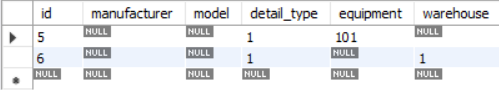 id manufacturer model detail_type equipment warehouse
5 NULL NULL 1 101 NULL
6 NULL NULL 1 NULL 1
NULL NULL NULL NULL NULL NULL